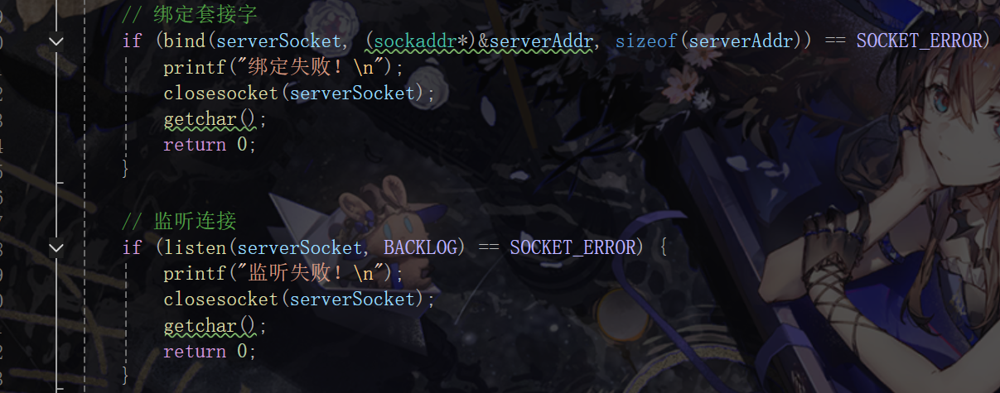 // 绑定套接字
if (bind(serverSocket, (sockaddr*)&serverAddr, sizeof(serverAddr)) == SOCKET_ERROR)
printf("绑定失败！\n");
closesocket(serverSocket);
getchar();
return 0;
}
// 监听连接
if (listen(serverSocket, BACKLOG) == SOCKET_ERROR) {
printf("监听失败！\n");
closesocket(serverSocket);
getchar();
return 0;
}